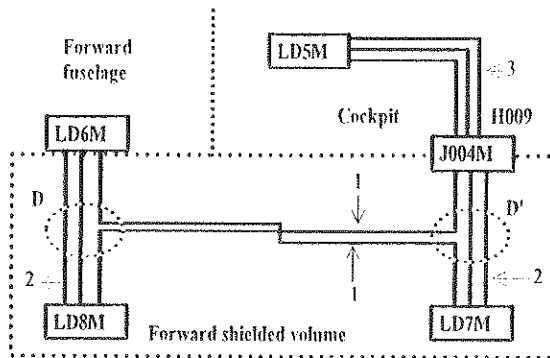 Forward
fuselage
LD5M
3
Cockpit
H009
LD6M
J004M
D
1
D'
2
1
2
LD8M
Forward shielded volume
LD7M